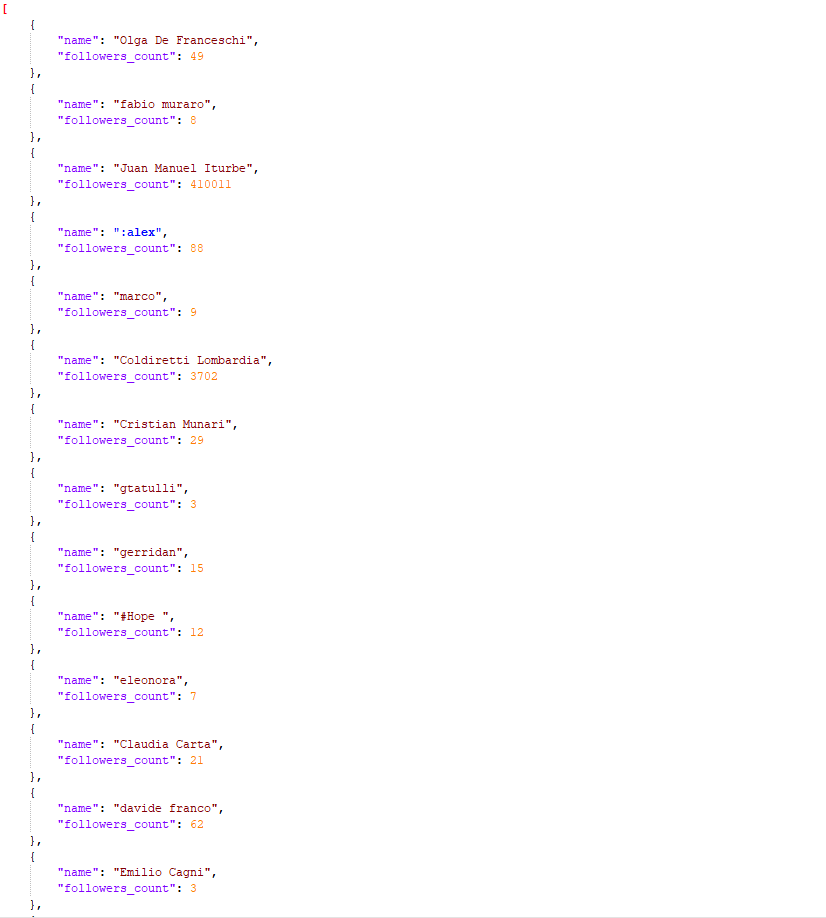 [
{
"name": "Olga De Franceschi",
"followers_count": 49
},
{
"name": "fabio muraro",
"followers_count": 8
},
{
"name": "Juan Manuel Iturbe",
"followers_count": 410011
},
{
"name": ":alex",
"followers_count": 88
},
{
"name": "marco",
"followers_count": 9
},
{
"name": "Coldiretti Lombardia",
"followers_count": 3702
},
{
"name": "Cristian Munari",
"followers_count": 29
},
{
"name": "gtatulli",
"followers_count": 3
},
{
"name": "gerridan",
"followers_count": 15
},
{
"name": "#Hope ",
"followers_count": 12
},
{
"name": "eleonora",
"followers_count": 7
},
{
"name": "Claudia Carta",
"followers_count": 21
},
{
"name": "davide franco",
"followers_count": 62
},
{
"name": "Emilio Cagni",
"followers_count": 3
},